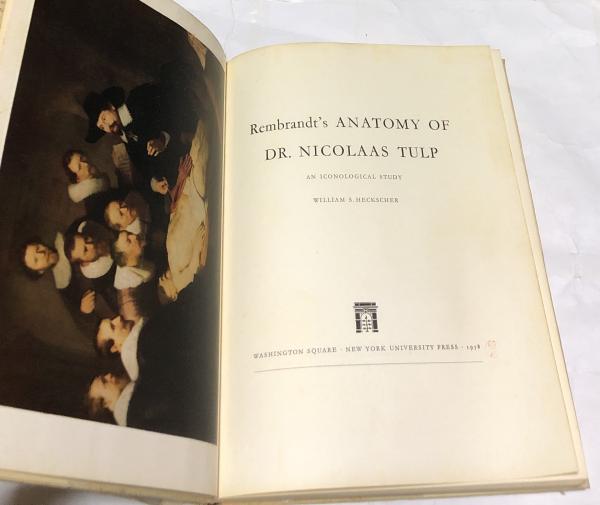 Rembrandt's ANATOMY OF
DR. NICOLAAS TULP
AN ICONOLOGICAL STUDY
WILLIAM S. HECKSCHER
WASHINGTON SQUARE · NEW YORK UNIVERSITY PRESS · 1958